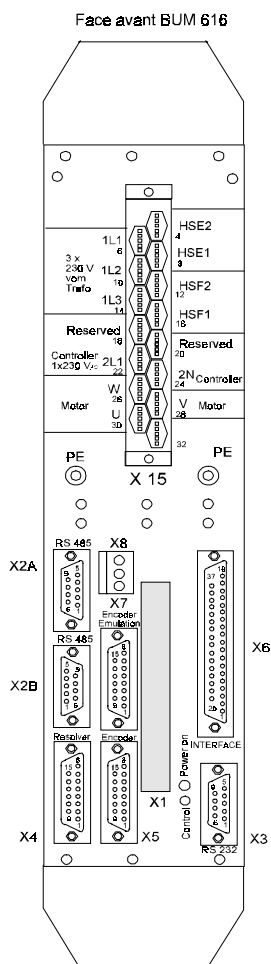 Face avant BUM 616
HSE2
4
1L1
6
3 x
230 V
vom
Trafo
HSE1
8
1L2
10
HSF2
12
1L3
14
HSF1
16
Reserved
18
Reserved
20
Controller
1x230 V
2L1
22
2N Controller
24
W
26
Motor
V
28
Motor
U
30
32
PE
PE
X 15
RS 485
X8
X2A
X7
Encoder
Emulation
RS 485
X6
X2B
INTERFACE
Resolver
Encoder
Power on
Control
X1
X4
X5
X3
RS 232